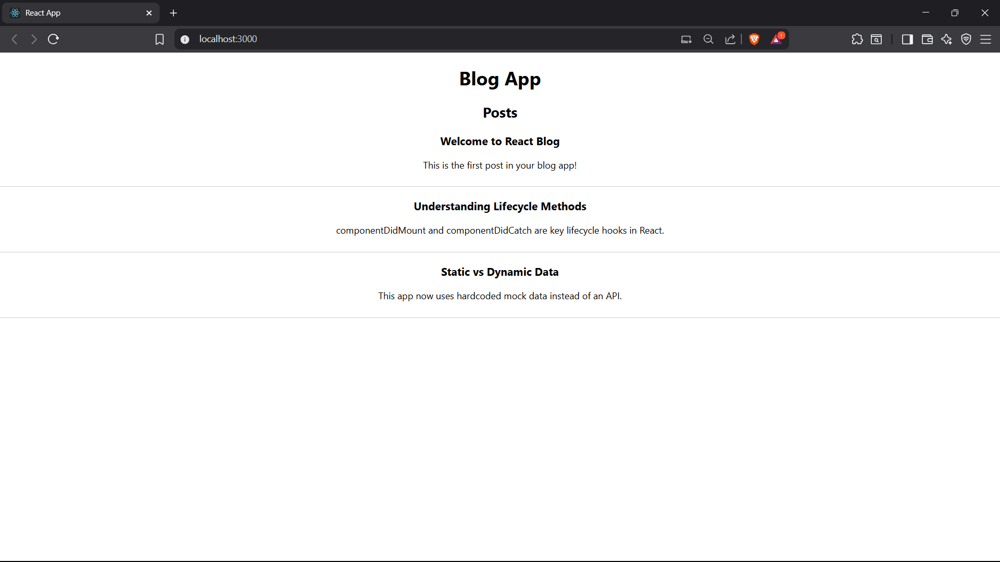 React App
localhost:3000
1
Blog App
Posts
Welcome to React Blog
This is the first post in your blog app!
Understanding Lifecycle Methods
componentDidMount and componentDidCatch are key lifecycle hooks in React.
Static vs Dynamic Data
This app now uses hardcoded mock data instead of an API.